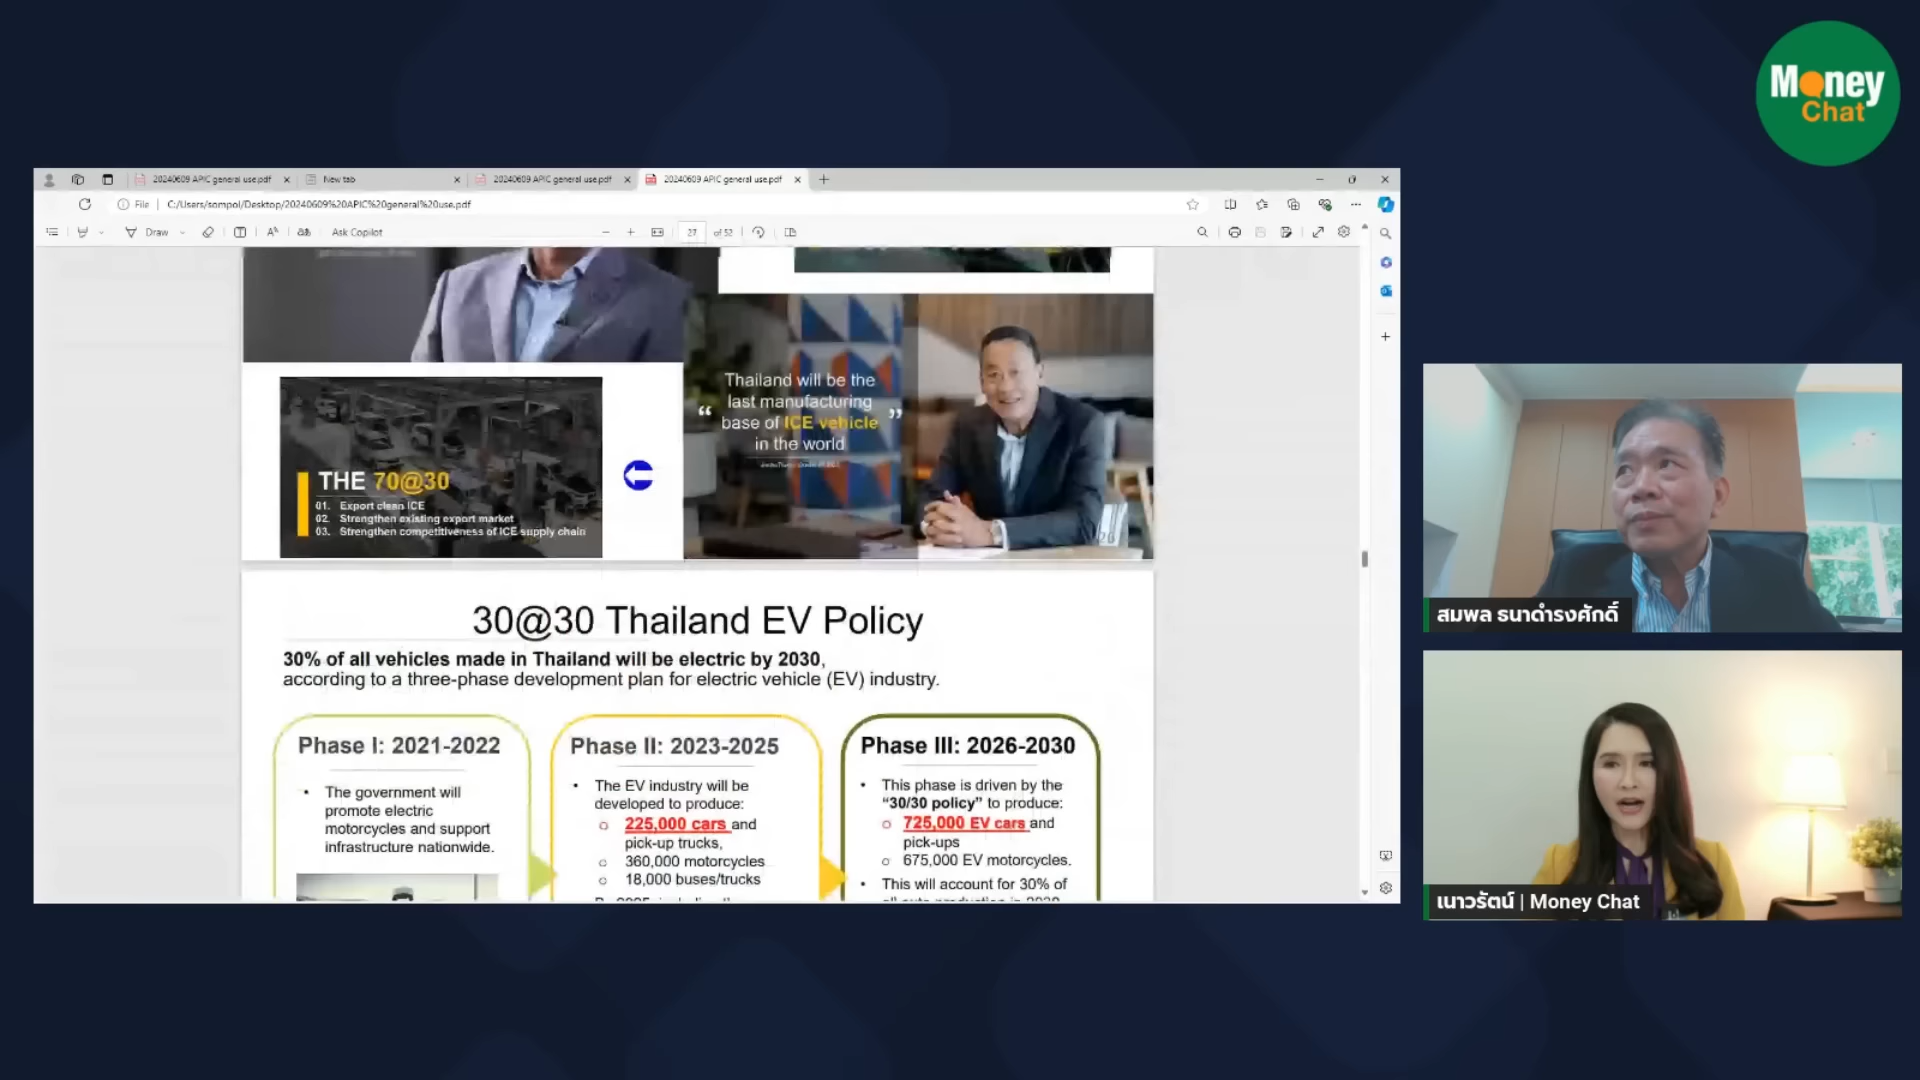 Money
Chat
20240609 APIC general use.pdf
New tab
20240609 APIC general use.pdf
20240609 APIC general use.pdf
File
C:/Users/sompol/Desktop/20240609%20APIC%20general%20use.pdf
Draw
Ask Copilot
27
of 52
Thailand will be the
last manufacturing
“ base of ICE vehicle ”
in the world
THE 70@30
01. Export clean ICE
02. Strengthen existing export market
03. Strengthen competitiveness of ICE supply chain
30@30 Thailand EV Policy
30% of all vehicles made in Thailand will be electric by 2030,
according to a three-phase development plan for electric vehicle (EV) industry.
Phase I: 2021-2022
• The government will
promote electric
motorcycles and support
infrastructure nationwide.
Phase II: 2023-2025
• The EV industry will be
developed to produce:
225,000 cars and
pick-up trucks,
360,000 motorcycles
18,000 buses/trucks
Phase III: 2026-2030
• This phase is driven by the
“30/30 policy” to produce:
725,000 EV cars and
pick-ups
675,000 EV motorcycles.
• This will account for 30% of
สมพล ธนาดำรงศักดิ์
เนาวรัตน์ | Money Chat